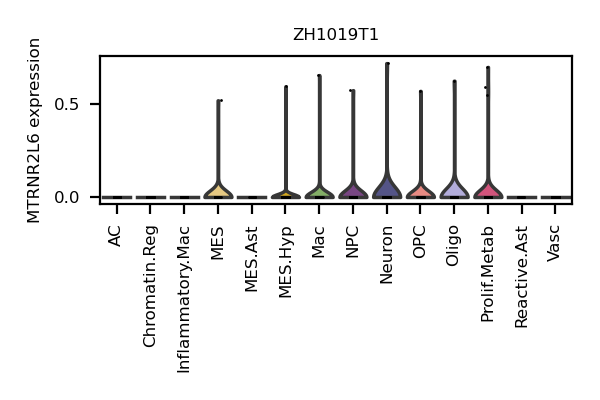 ZH1019T1
MTRNR2L6 expression
0.5
0.0
AC
Chromatin.Reg
Inflammatory.Mac
MES
MES.Ast
MES.Hyp
Mac
NPC
Neuron
OPC
Oligo
Prolif.Metab
Reactive.Ast
Vasc